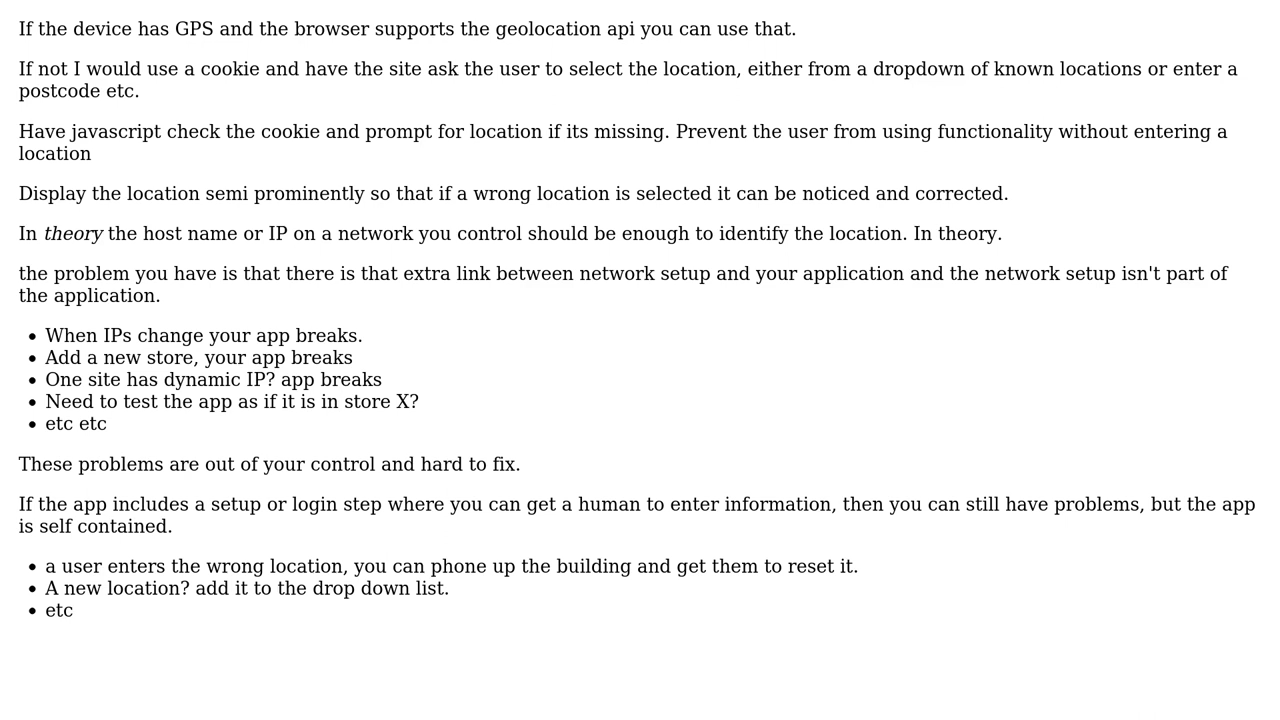 If the device has GPS and the browser supports the geolocation api you can use that.
If not I would use a cookie and have the site ask the user to select the location, either from a dropdown of known locations or enter a
postcode etc.
Have javascript check the cookie and prompt for location if its missing. Prevent the user from using functionality without entering a
location
Display the location semi prominently so that if a wrong location is selected it can be noticed and corrected.
In theory the host name or IP on a network you control should be enough to identify the location. In theory.
the problem you have is that there is that extra link between network setup and your application and the network setup isn't part of
the application.
• When IPs change your app breaks.
• Add a new store, your app breaks
• One site has dynamic IP? app breaks
• Need to test the app as if it is in store X?
• etc etc
These problems are out of your control and hard to fix.
If the app includes a setup or login step where you can get a human to enter information, then you can still have problems, but the app
is self contained.
• a user enters the wrong location, you can phone up the building and get them to reset it.
• A new location? add it to the drop down list.
• etc